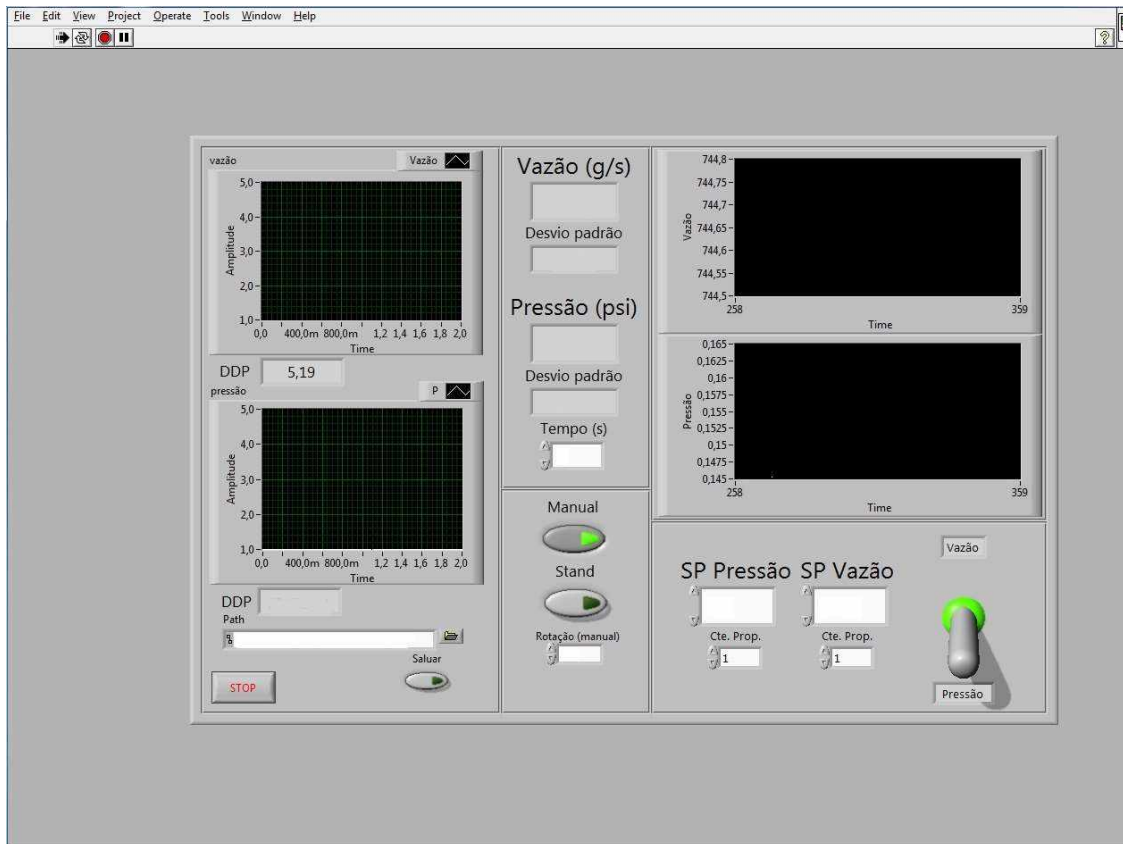 File Edit View Project Operate Tools Window Help
vazão
Vazão
5,0
4,0
3,0
2,0
1,0
Amplitude
0,0 400,0m 800,0m 1,2 1,4 1,6 1,8 2,0
Time
DDP 5,19
pressão
P
5,0
4,0
3,0
2,0
1,0
Amplitude
0,0 400,0m 800,0m 1,2 1,4 1,6 1,8 2,0
Time
DDP
Path
Saluar
STOP
Vazão (g/s)
Desvio padrão
Pressão (psi)
Desvio padrão
Tempo (s)
Manual
Stand
Rotação (manual)
744,8
744,75
744,7
744,65
744,6
744,55
744,5
Vazão
258 359
Time
0,165
0,1625
0,16
0,1575
0,155
0,1525
0,15
0,1475
0,145
Pressão
258 359
Time
SP Pressão SP Vazão
Cte. Prop. Cte. Prop.
1 1
Vazão
Pressão